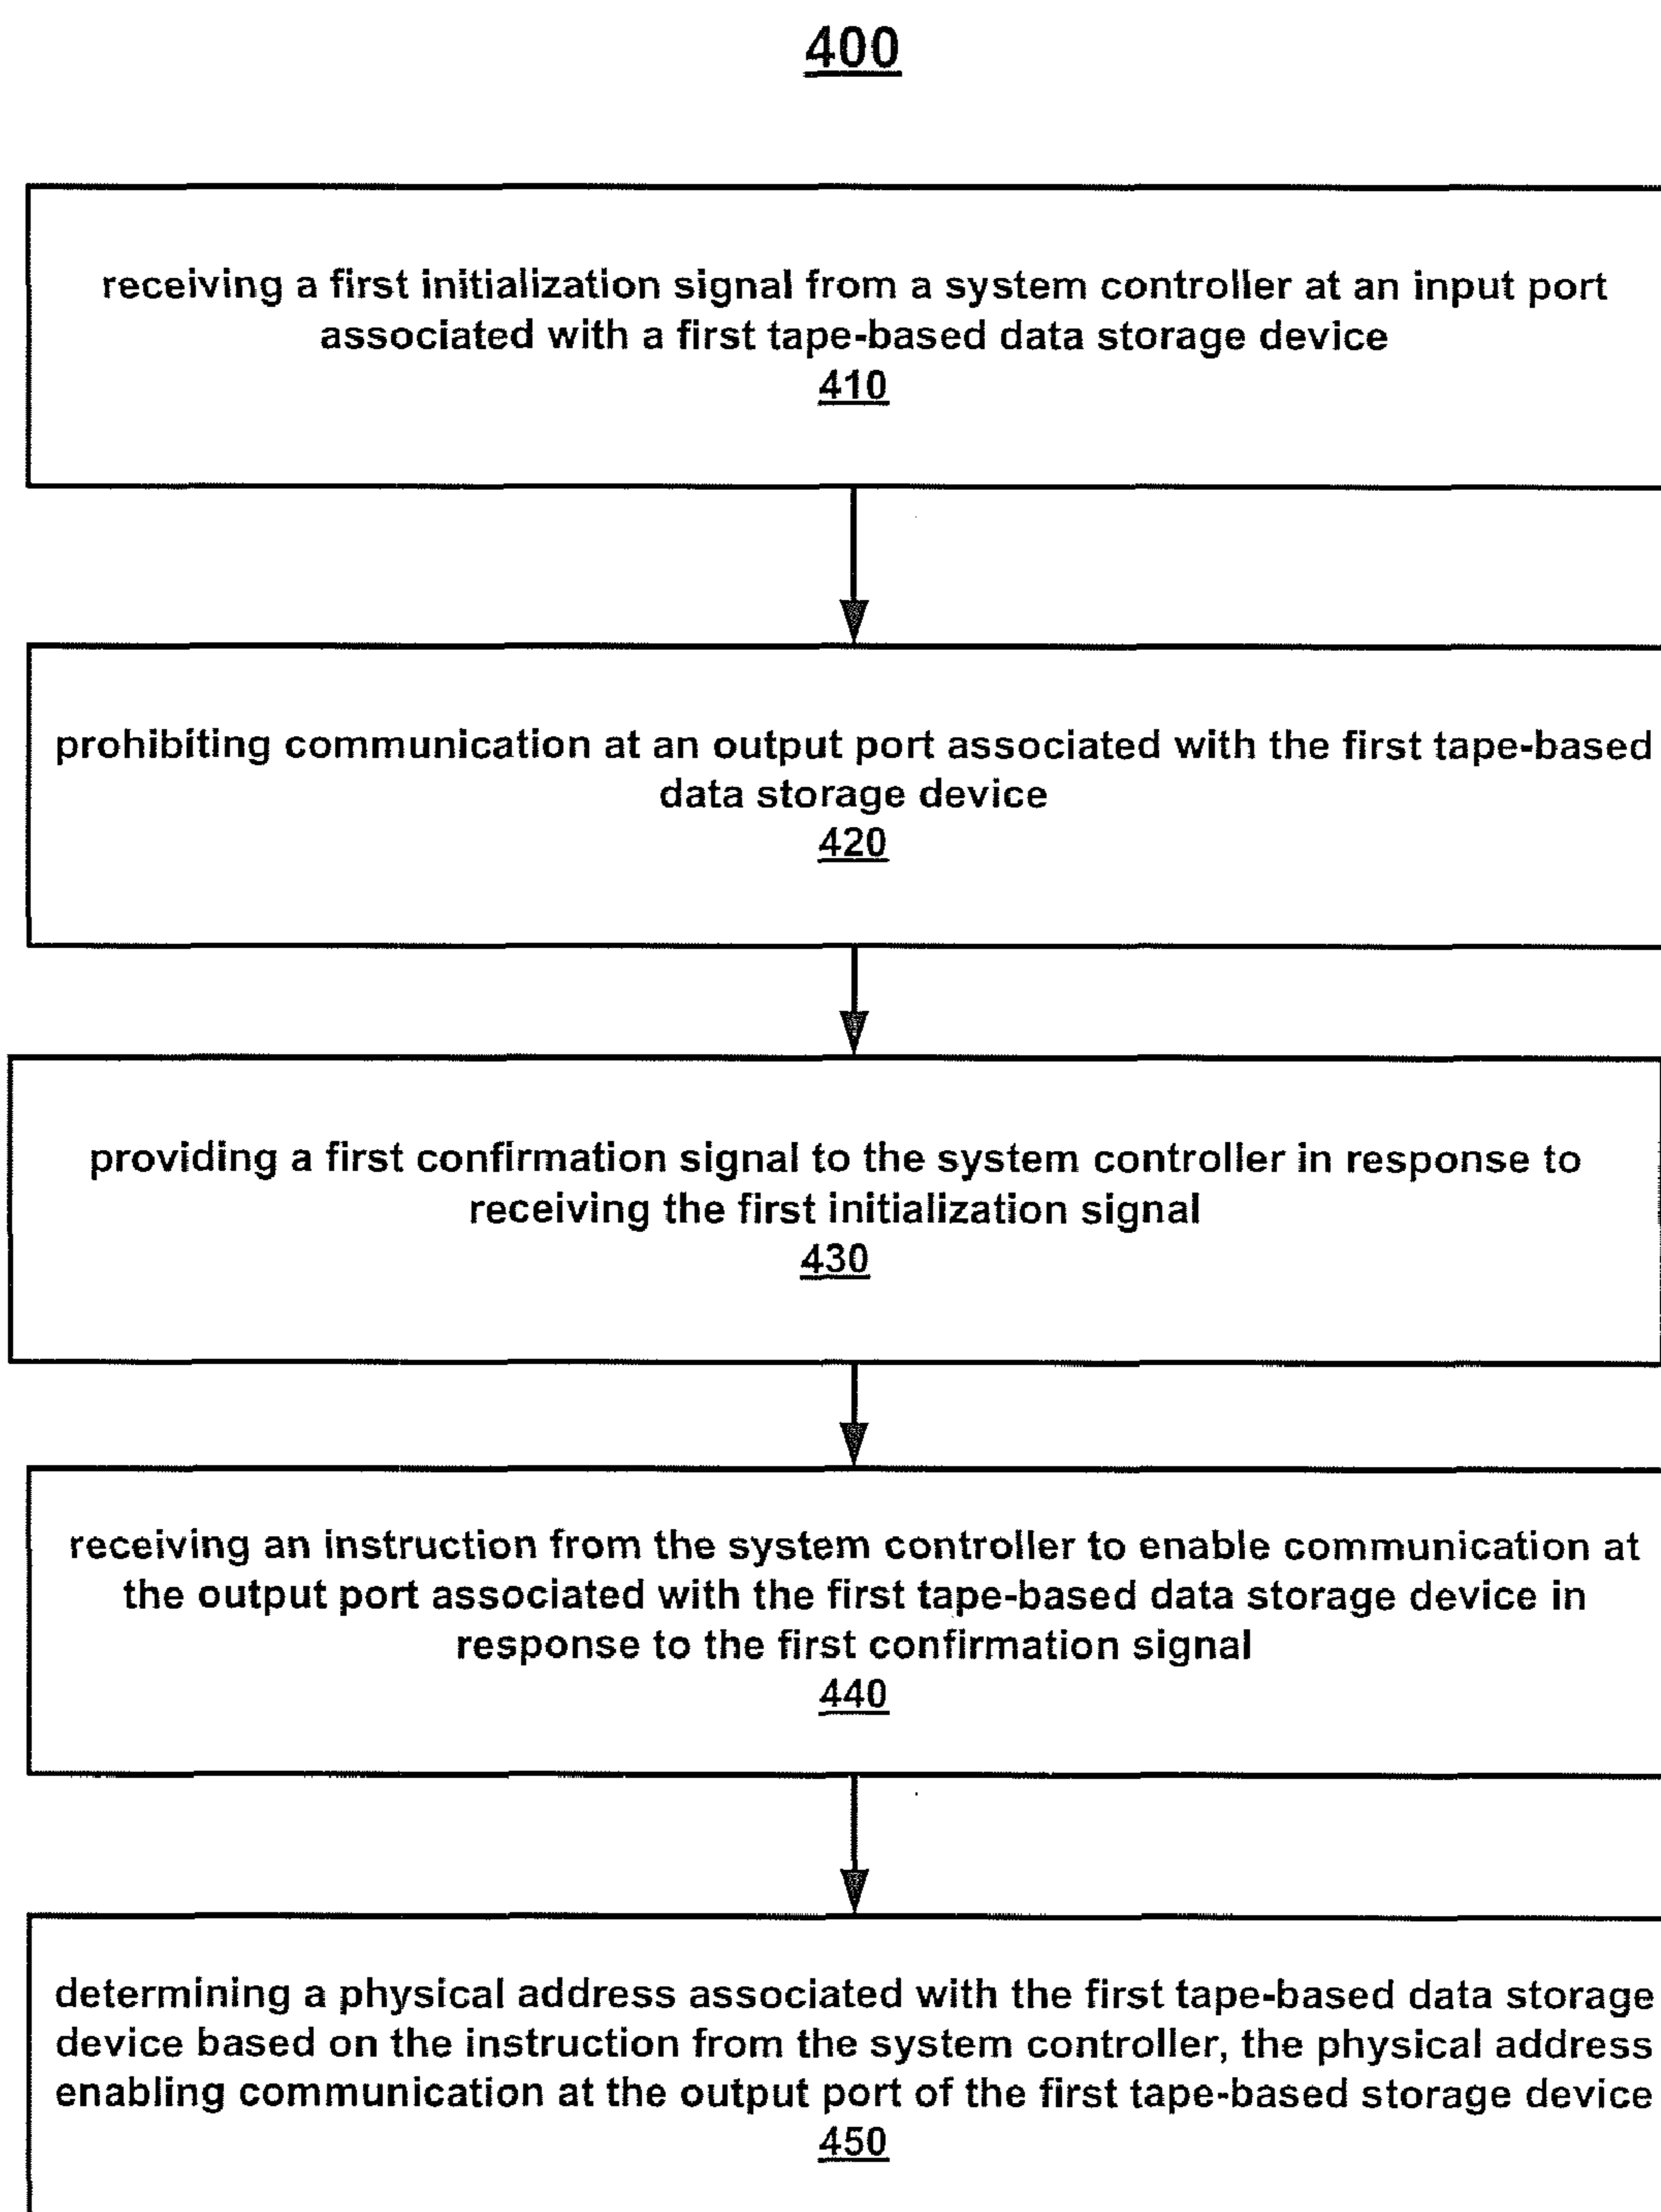 400
receiving a first initialization signal from a system controller at an input port
associated with a first tape-based data storage device
410
prohibiting communication at an output port associated with the first tape-based
data storage device
420
providing a first confirmation signal to the system controller in response to
receiving the first initialization signal
430
receiving an instruction from the system controller to enable communication at
the output port associated with the first tape-based data storage device in
response to the first confirmation signal
440
determining a physical address associated with the first tape-based data storage
device based on the instruction from the system controller, the physical address
enabling communication at the output port of the first tape-based storage device
450